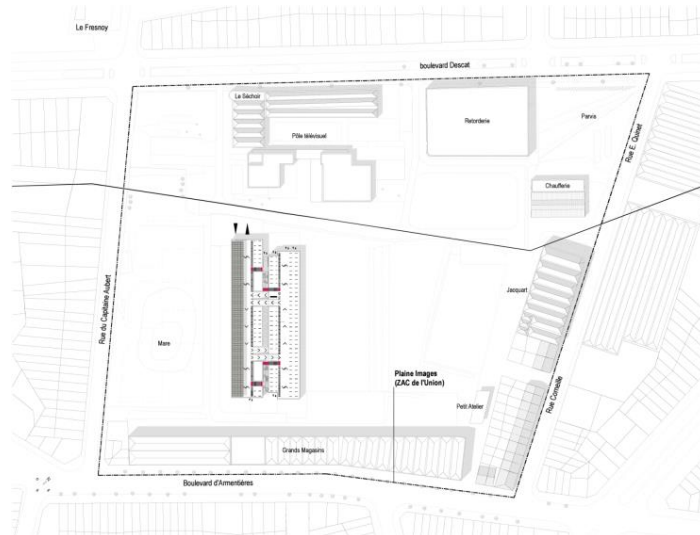 Le Fresnoy
boulevard Descat
Le Séchoir
Pôle télévisuel
Retorderie
Parvis
Rue E. Quinet
Chaufferie
Rue du Capitaine Aubert
Jacquart
Mare
Plaine Images
(ZAC de l'Union)
Petit Atelier
Rue Corneille
Grands Magasins
Boulevard d'Armentières